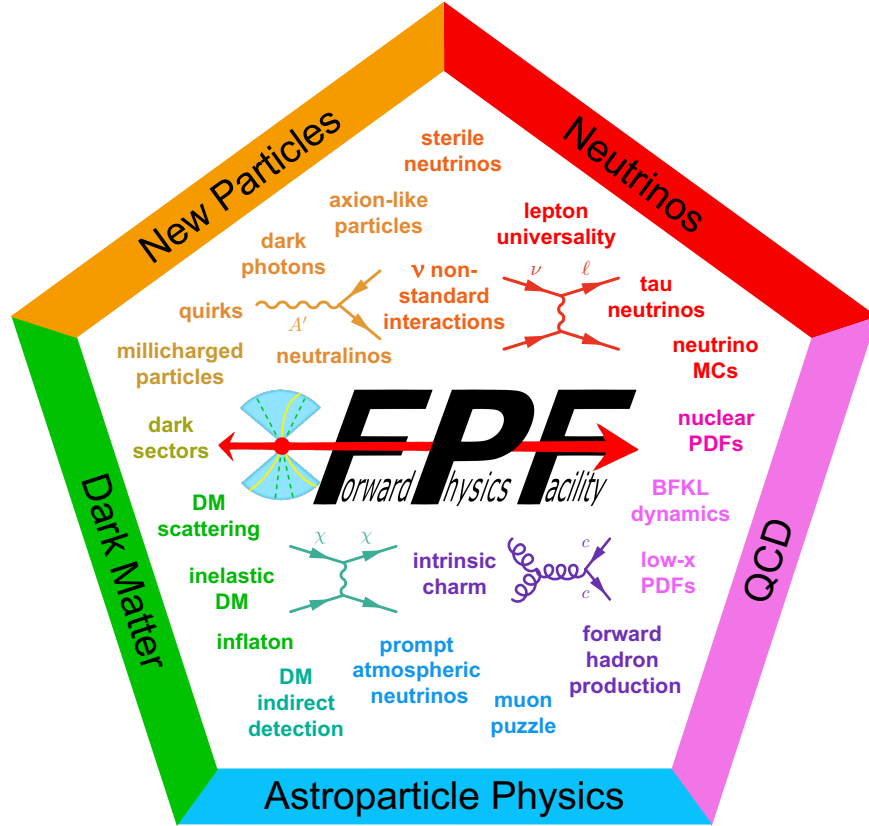 New Particles
Neutrinos
sterile
neutrinos
axion-like
particles
lepton
universality
dark
photons
ν non-
standard
interactions
ν
ℓ
tau
neutrinos
quirks
A′
neutralinos
millicharged
particles
neutrino
MCs
dark
sectors
nuclear
PDFs
FPF
Forward Physics Facility
DM
scattering
BFKL
dynamics
χ χ
inelastic
DM
intrinsic
charm
c
c
low-x
PDFs
inflaton
forward
hadron
production
prompt
atmospheric
neutrinos
DM
indirect
detection
muon
puzzle
Dark Matter
QCD
Astroparticle Physics